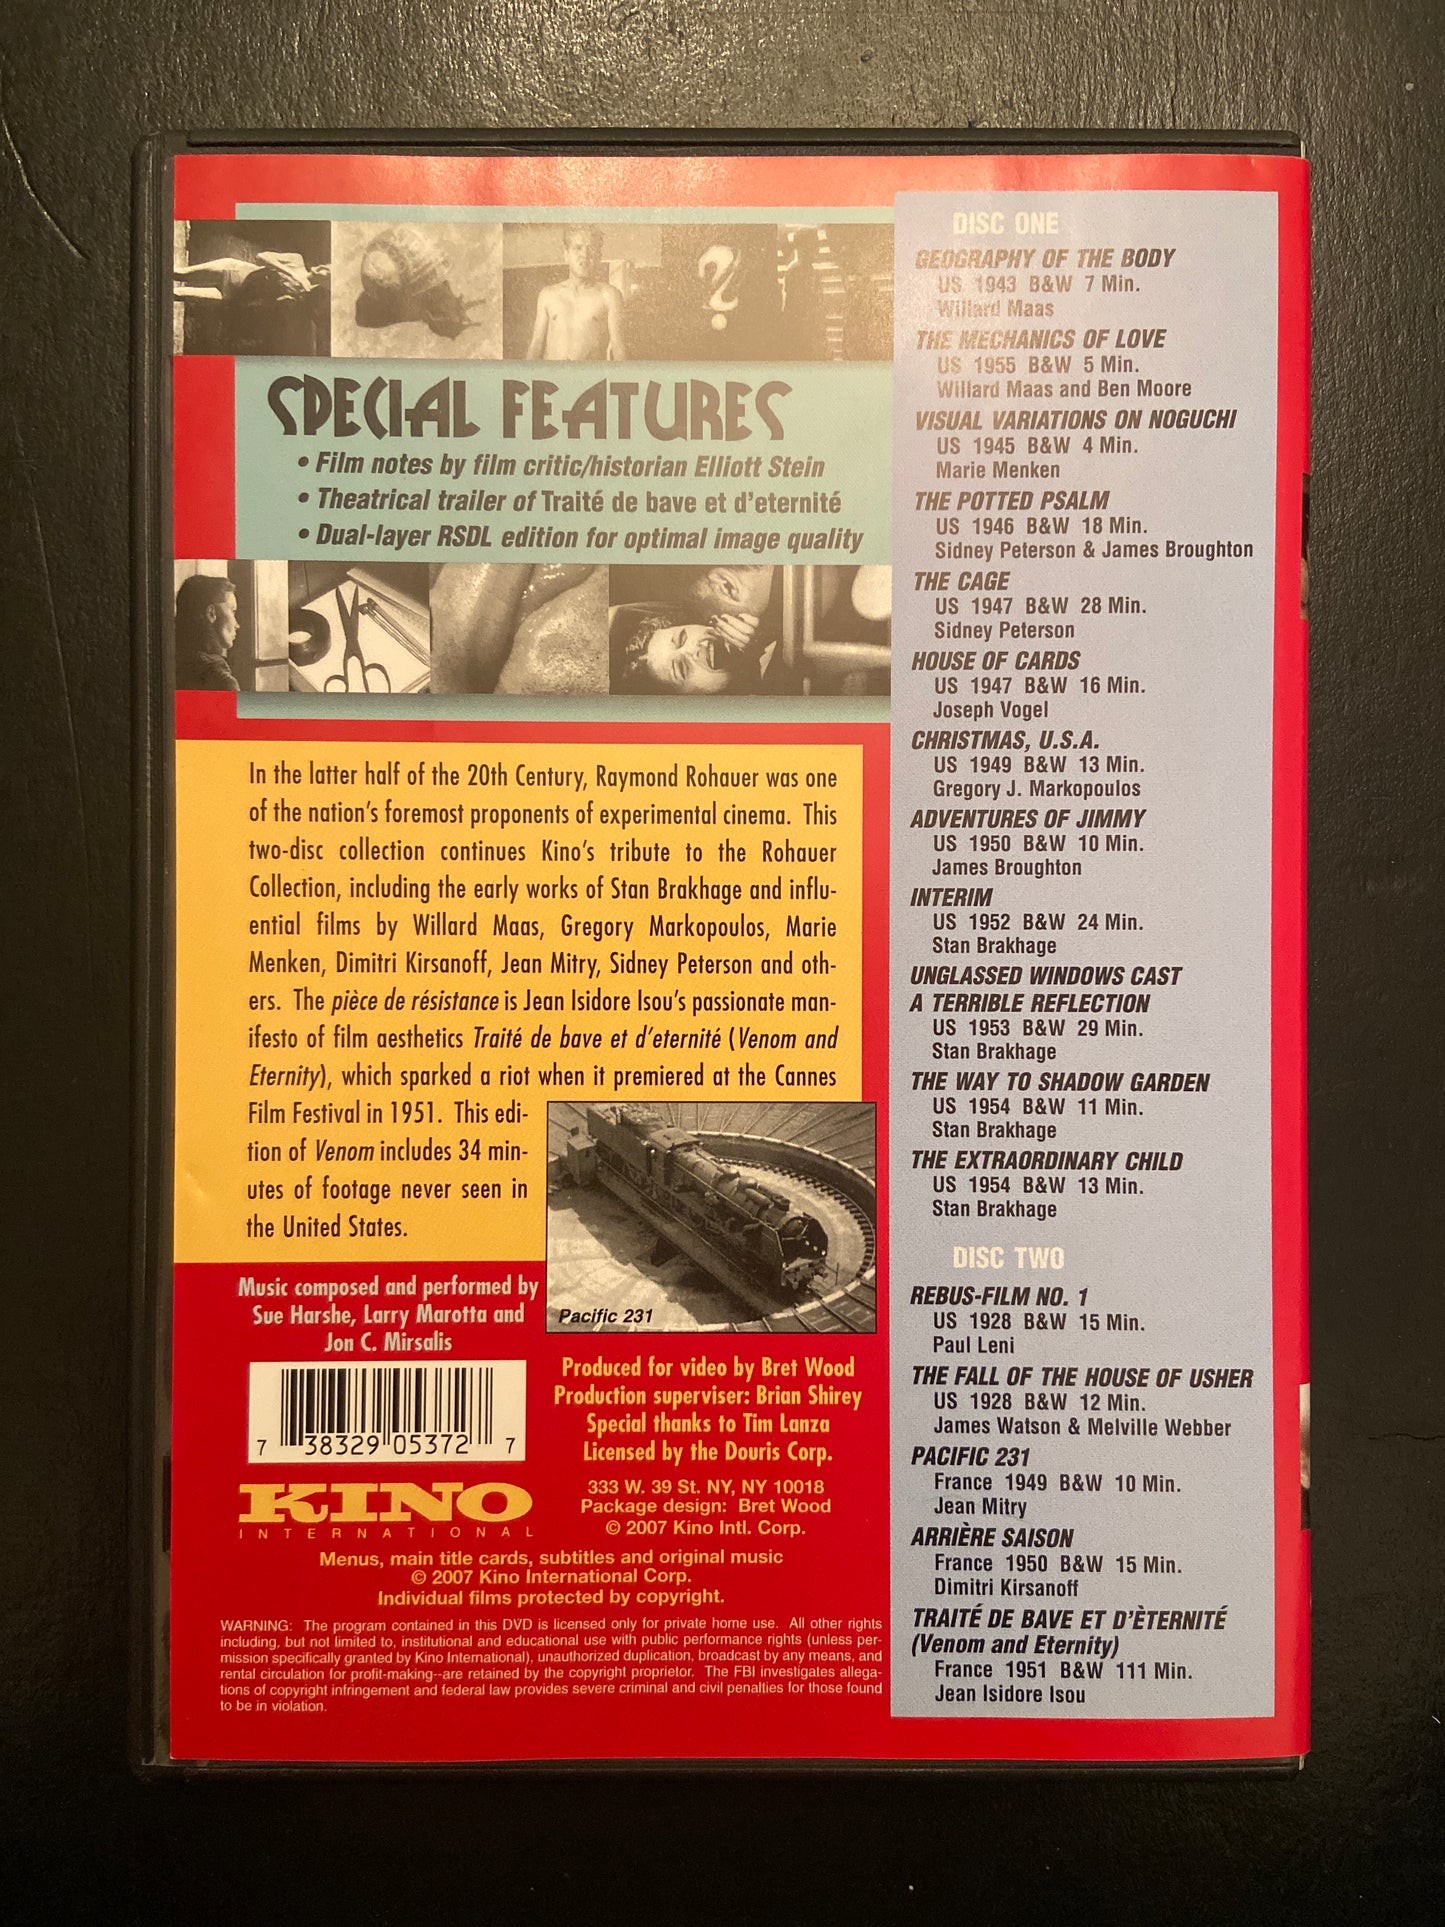 SPECIAL FEATURES
• Film notes by film critic/historian Elliott Stein
• Theatrical trailer of Traité de bave et d'eternité
• Dual-layer RSDL edition for optimal image quality
In the latter half of the 20th Century, Raymond Rohauer was one
of the nation's foremost proponents of experimental cinema. This
two-disc collection continues Kino's tribute to the Rohauer
Collection, including the early works of Stan Brakhage and influ-
ential films by Willard Maas, Gregory Markopoulos, Marie
Menken, Dimitri Kirsanoff, Jean Mitry, Sidney Peterson and oth-
ers. The pièce de résistance is Jean Isidore Isou's passionate man-
ifesto of film aesthetics Traité de bave et d'eternité (Venom and
Eternity), which sparked a riot when it premiered at the Cannes
Film Festival in 1951. This edi-
tion of Venom includes 34 min-
utes of footage never seen in
the United States.
Pacific 231
Music composed and performed by
Sue Harshe, Larry Marotta and
Jon C. Mirsalis
7 38329 05372 7
KINO
INTERNATIONAL
Produced for video by Bret Wood
Production superviser: Brian Shirey
Special thanks to Tim Lanza
Licensed by the Douris Corp.
333 W. 39 St. NY, NY 10018
Package design: Bret Wood
© 2007 Kino Intl. Corp.
Menus, main title cards, subtitles and original music
© 2007 Kino International Corp.
Individual films protected by copyright.
WARNING: The program contained in this DVD is licensed only for private home use. All other rights
including, but not limited to, institutional and educational use with public performance rights (unless per-
mission specifically granted by Kino International), unauthorized duplication, broadcast by any means, and
rental circulation for profit-making--are retained by the copyright proprietor. The FBI investigates allega-
tions of copyright infringement and federal law provides severe criminal and civil penalties for those found
to be in violation.
DISC ONE
GEOGRAPHY OF THE BODY
US 1943 B&W 7 Min.
Willard Maas
THE MECHANICS OF LOVE
US 1955 B&W 5 Min.
Willard Maas and Ben Moore
VISUAL VARIATIONS ON NOGUCHI
US 1945 B&W 4 Min.
Marie Menken
THE POTTED PSALM
US 1946 B&W 18 Min.
Sidney Peterson & James Broughton
THE CAGE
US 1947 B&W 28 Min.
Sidney Peterson
HOUSE OF CARDS
US 1947 B&W 16 Min.
Joseph Vogel
CHRISTMAS, U.S.A.
US 1949 B&W 13 Min.
Gregory J. Markopoulos
ADVENTURES OF JIMMY
US 1950 B&W 10 Min.
James Broughton
INTERIM
US 1952 B&W 24 Min.
Stan Brakhage
UNGLASSED WINDOWS CAST
A TERRIBLE REFLECTION
US 1953 B&W 29 Min.
Stan Brakhage
THE WAY TO SHADOW GARDEN
US 1954 B&W 11 Min.
Stan Brakhage
THE EXTRAORDINARY CHILD
US 1954 B&W 13 Min.
Stan Brakhage
DISC TWO
REBUS-FILM NO. 1
US 1928 B&W 15 Min.
Paul Leni
THE FALL OF THE HOUSE OF USHER
US 1928 B&W 12 Min.
James Watson & Melville Webber
PACIFIC 231
France 1949 B&W 10 Min.
Jean Mitry
ARRIÈRE SAISON
France 1950 B&W 15 Min.
Dimitri Kirsanoff
TRAITÉ DE BAVE ET D'ÈTERNITÉ
(Venom and Eternity)
France 1951 B&W 111 Min.
Jean Isidore Isou